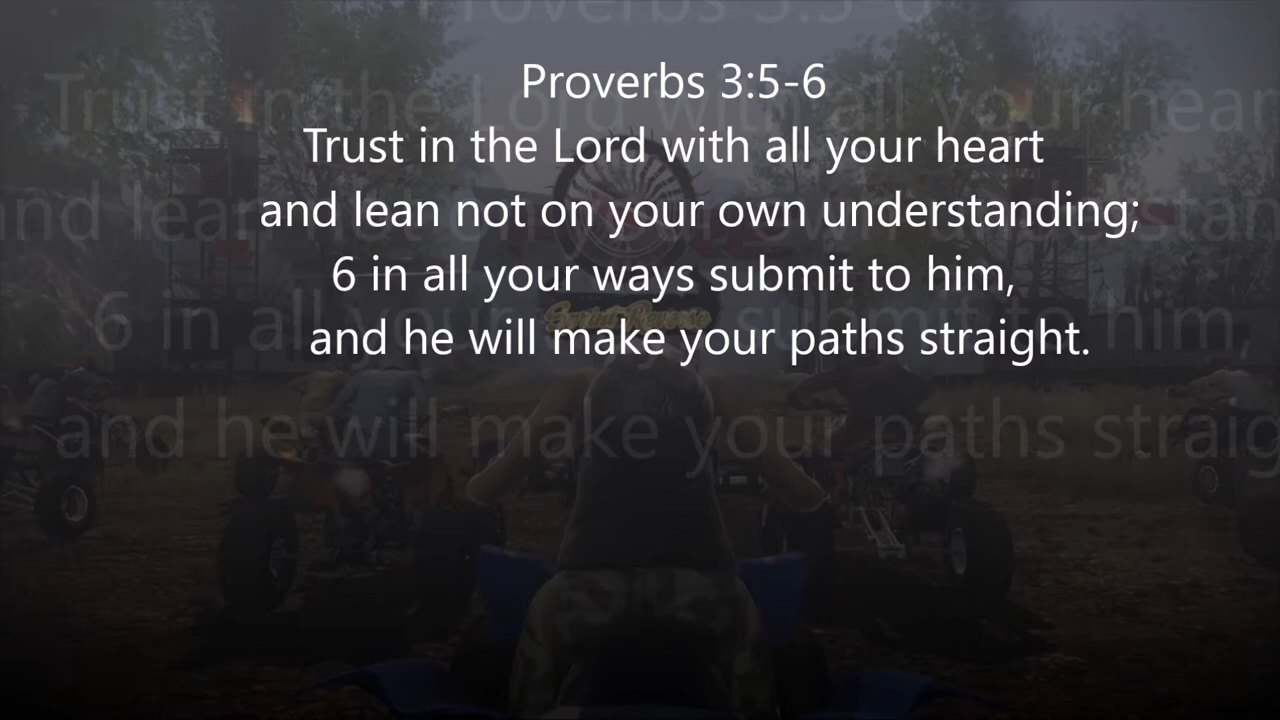 Proverbs 3:5-6
Trust in the Lord with all your heart
and lean not on your own understanding;
6 in all your ways submit to him,
and he will make your paths straight.